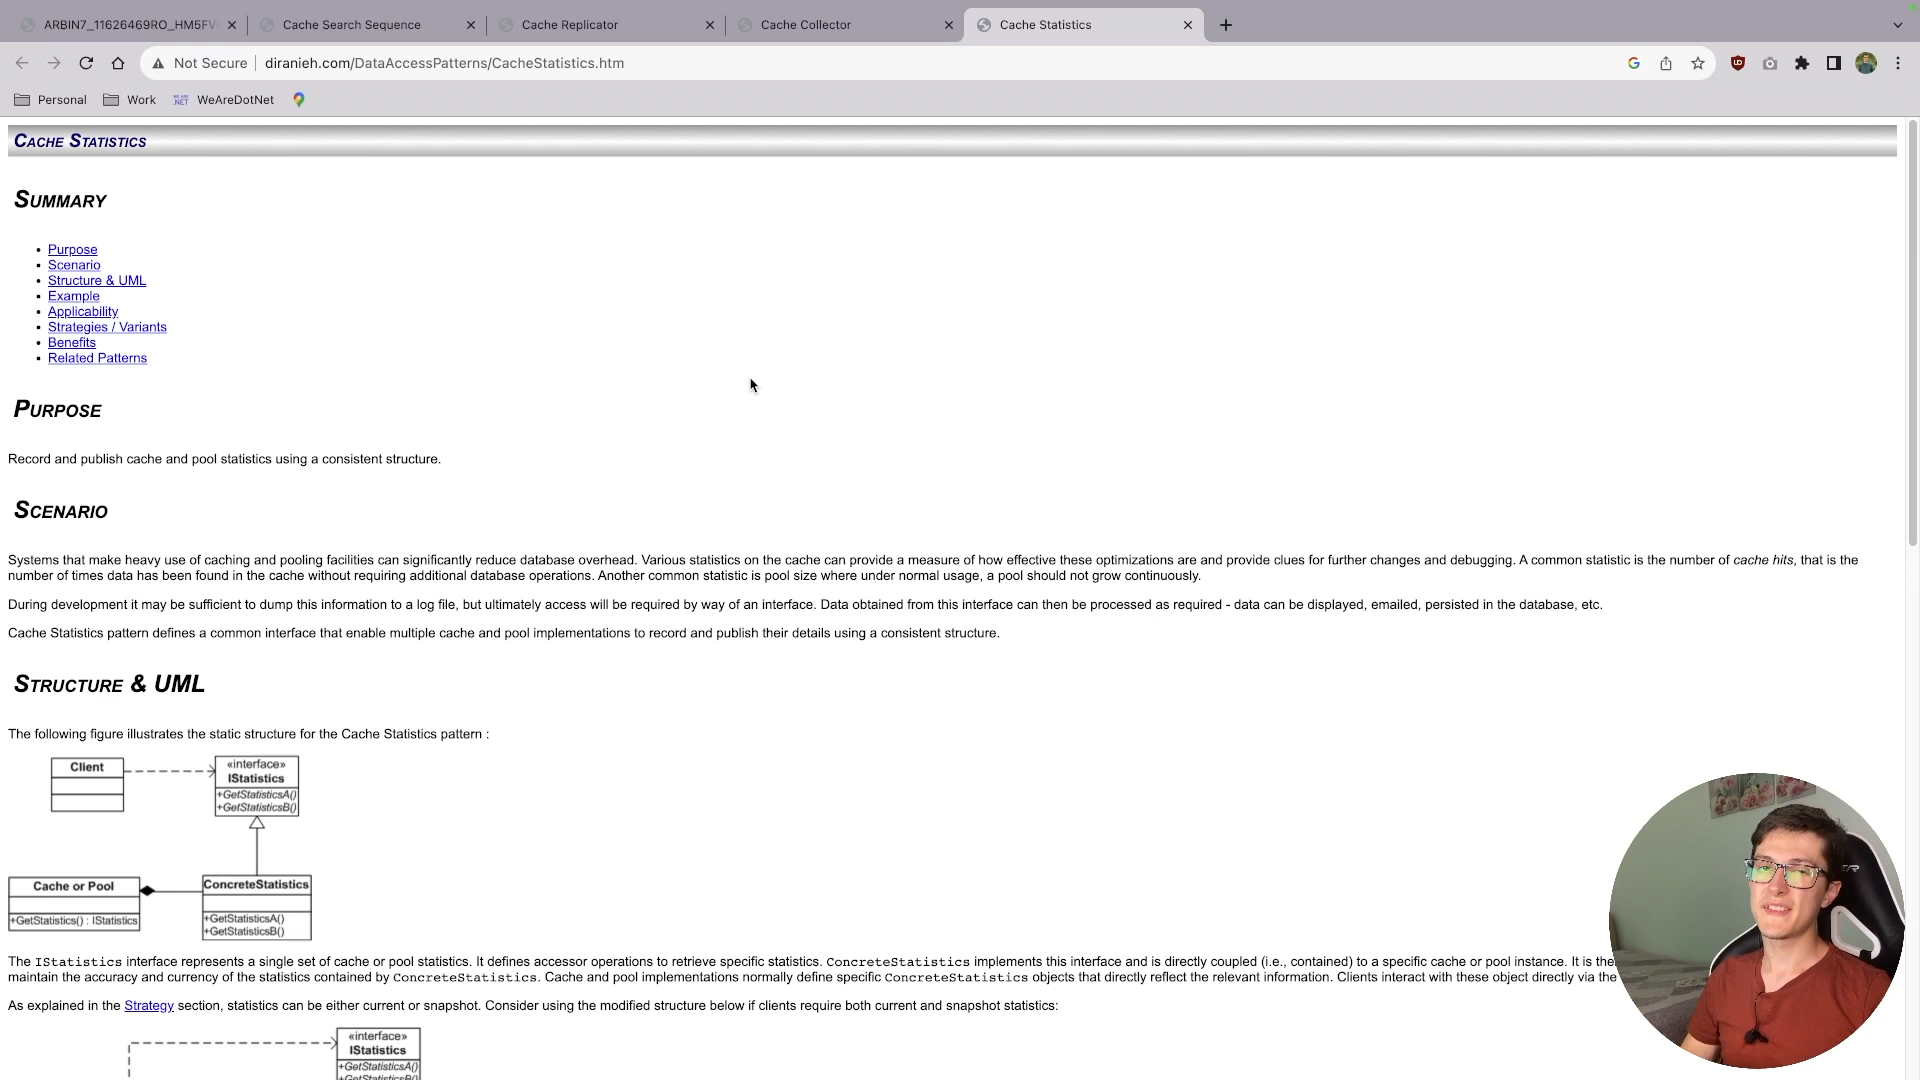 ARBIN7_11626469RO_HM5FV
Cache Search Sequence
Cache Replicator
Cache Collector
Cache Statistics
Not Secure
diranieh.com/DataAccessPatterns/CacheStatistics.htm
Personal
Work
WeAreDotNet
CACHE STATISTICS
SUMMARY
• Purpose
• Scenario
• Structure & UML
• Example
• Applicability
• Strategies / Variants
• Benefits
• Related Patterns
PURPOSE
Record and publish cache and pool statistics using a consistent structure.
SCENARIO
Systems that make heavy use of caching and pooling facilities can significantly reduce database overhead. Various statistics on the cache can provide a measure of how effective these optimizations are and provide clues for further changes and debugging. A common statistic is the number of cache hits, that is the
number of times data has been found in the cache without requiring additional database operations. Another common statistic is pool size where under normal usage, a pool should not grow continuously.
During development it may be sufficient to dump this information to a log file, but ultimately access will be required by way of an interface. Data obtained from this interface can then be processed as required - data can be displayed, emailed, persisted in the database, etc.
Cache Statistics pattern defines a common interface that enable multiple cache and pool implementations to record and publish their details using a consistent structure.
STRUCTURE & UML
The following figure illustrates the static structure for the Cache Statistics pattern :
Client
«interface»
IStatistics
+GetStatisticsA()
+GetStatisticsB()
Cache or Pool
+GetStatistics() : IStatistics
ConcreteStatistics
+GetStatisticsA()
+GetStatisticsB()
The IStatistics interface represents a single set of cache or pool statistics. It defines accessor operations to retrieve specific statistics. ConcreteStatistics implements this interface and is directly coupled (i.e., contained) to a specific cache or pool instance. It is the
maintain the accuracy and currency of the statistics contained by ConcreteStatistics. Cache and pool implementations normally define specific ConcreteStatistics objects that directly reflect the relevant information. Clients interact with these object directly via the
As explained in the Strategy section, statistics can be either current or snapshot. Consider using the modified structure below if clients require both current and snapshot statistics:
«interface»
IStatistics
+GetStatisticsA()
+GetStatisticsB()